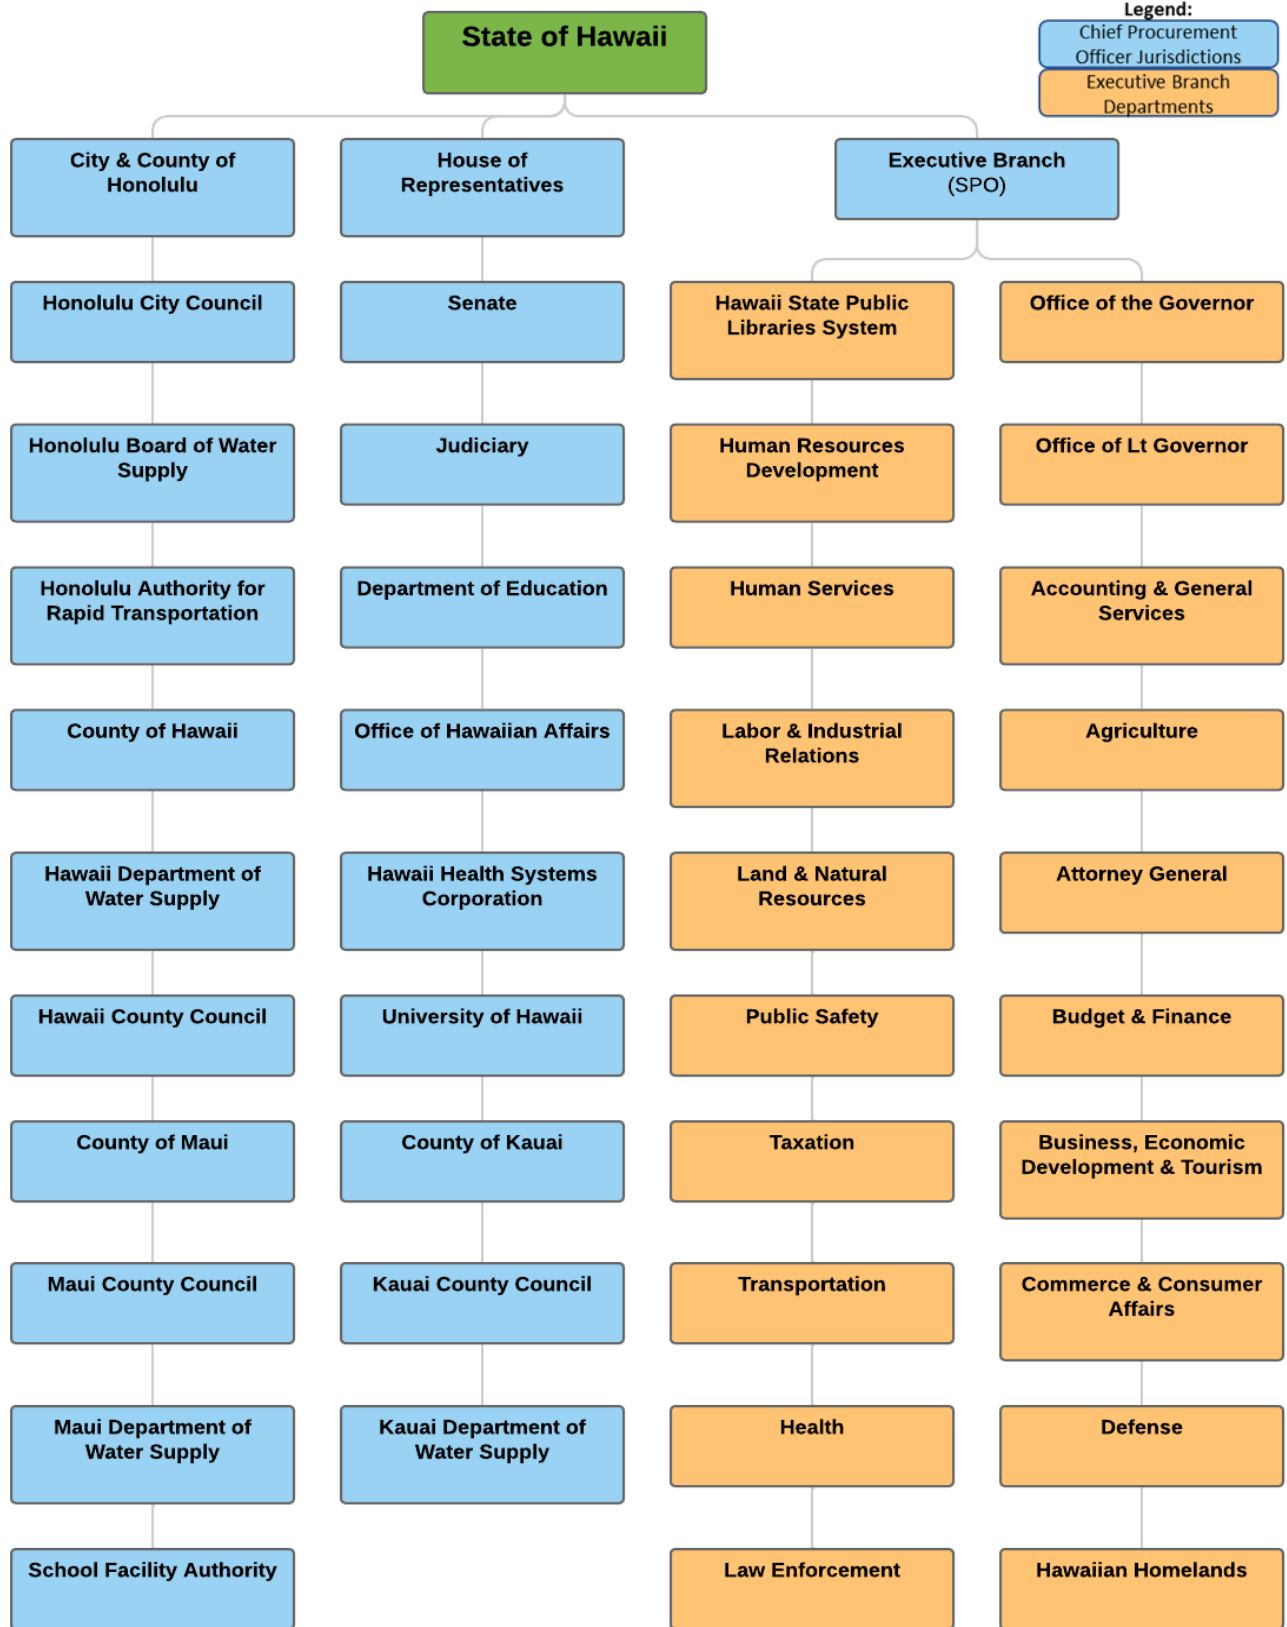 State of Hawaii
Legend:
Chief Procurement
Officer Jurisdictions
Executive Branch
Departments
City & County of
Honolulu
Honolulu City Council
Honolulu Board of Water
Supply
Honolulu Authority for
Rapid Transportation
County of Hawaii
Hawaii Department of
Water Supply
Hawaii County Council
County of Maui
Maui County Council
Maui Department of
Water Supply
School Facility Authority
House of
Representatives
Senate
Judiciary
Department of Education
Office of Hawaiian Affairs
Hawaii Health Systems
Corporation
University of Hawaii
County of Kauai
Kauai County Council
Kauai Department of
Water Supply
Executive Branch
(SPO)
Hawaii State Public
Libraries System
Human Resources
Development
Human Services
Labor & Industrial
Relations
Land & Natural
Resources
Public Safety
Taxation
Transportation
Health
Law Enforcement
Office of the Governor
Office of Lt Governor
Accounting & General
Services
Agriculture
Attorney General
Budget & Finance
Business, Economic
Development & Tourism
Commerce & Consumer
Affairs
Defense
Hawaiian Homelands